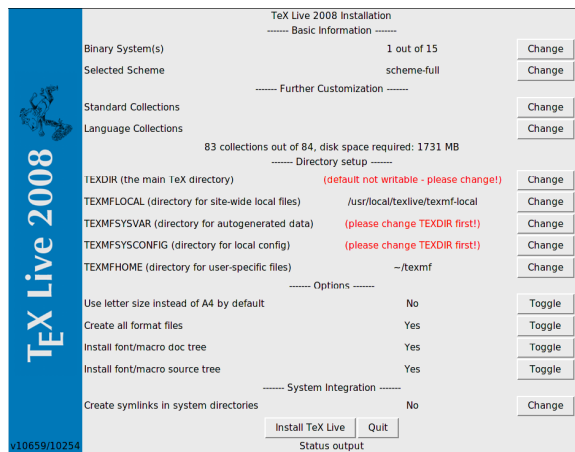 TeX Live 2008 Installation
------- Basic Information -------
Binary System(s) 1 out of 15 Change
Selected Scheme scheme-full Change
------- Further Customization -------
Standard Collections Change
Language Collections Change
83 collections out of 84, disk space required: 1731 MB
------- Directory setup -------
TEXDIR (the main TeX directory) (default not writable - please change!) Change
TEXMFLOCAL (directory for site-wide local files) /usr/local/texlive/texmf-local Change
TEXMFSYSVAR (directory for autogenerated data) (please change TEXDIR first!) Change
TEXMFSYSCONFIG (directory for local config) (please change TEXDIR first!) Change
TEXMFHOME (directory for user-specific files) ~/texmf Change
------- Options -------
Use letter size instead of A4 by default No Toggle
Create all format files Yes Toggle
Install font/macro doc tree Yes Toggle
Install font/macro source tree Yes Toggle
------- System Integration -------
Create symlinks in system directories No Change
Install TeX Live Quit
Status output
TEX Live 2008
v10659/10254